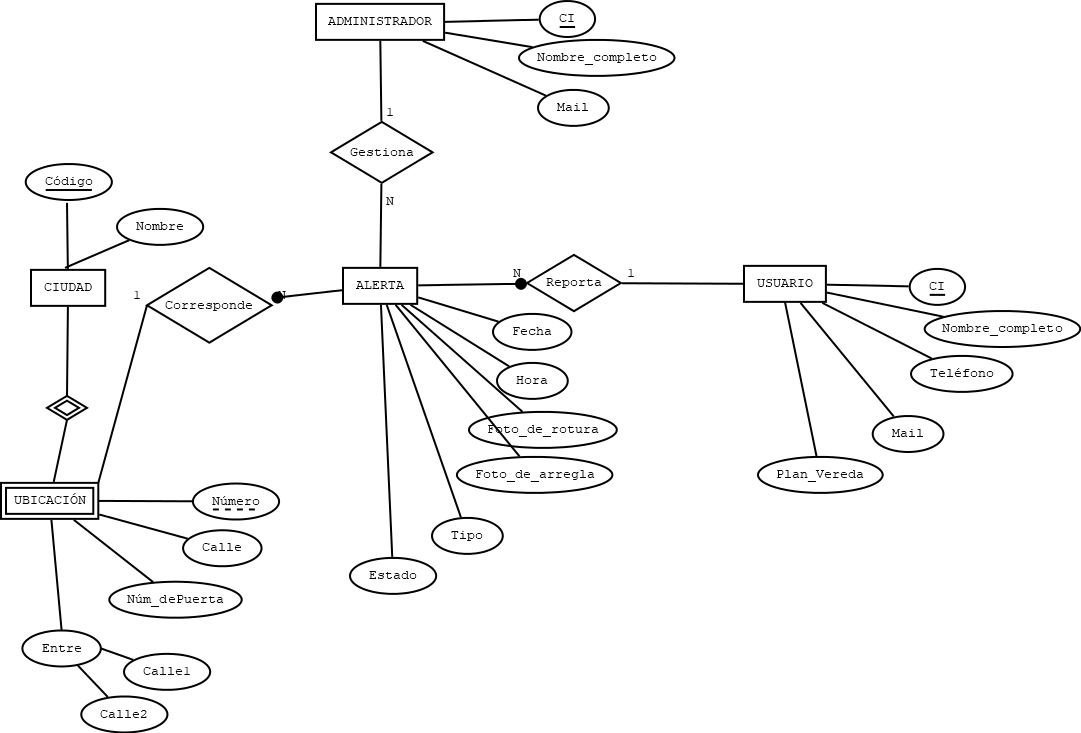 ADMINISTRADOR
CI
Nombre_completo
Mail
1
Gestiona
N
Código
Nombre
CIUDAD
1
Corresponde
N
ALERTA
N
Reporta
1
USUARIO
CI
Nombre_completo
Teléfono
Mail
Plan_Vereda
Fecha
Hora
Foto_de_rotura
Foto_de_arregla
Tipo
Estado
UBICACIÓN
Número
Calle
Núm_dePuerta
Entre
Calle1
Calle2